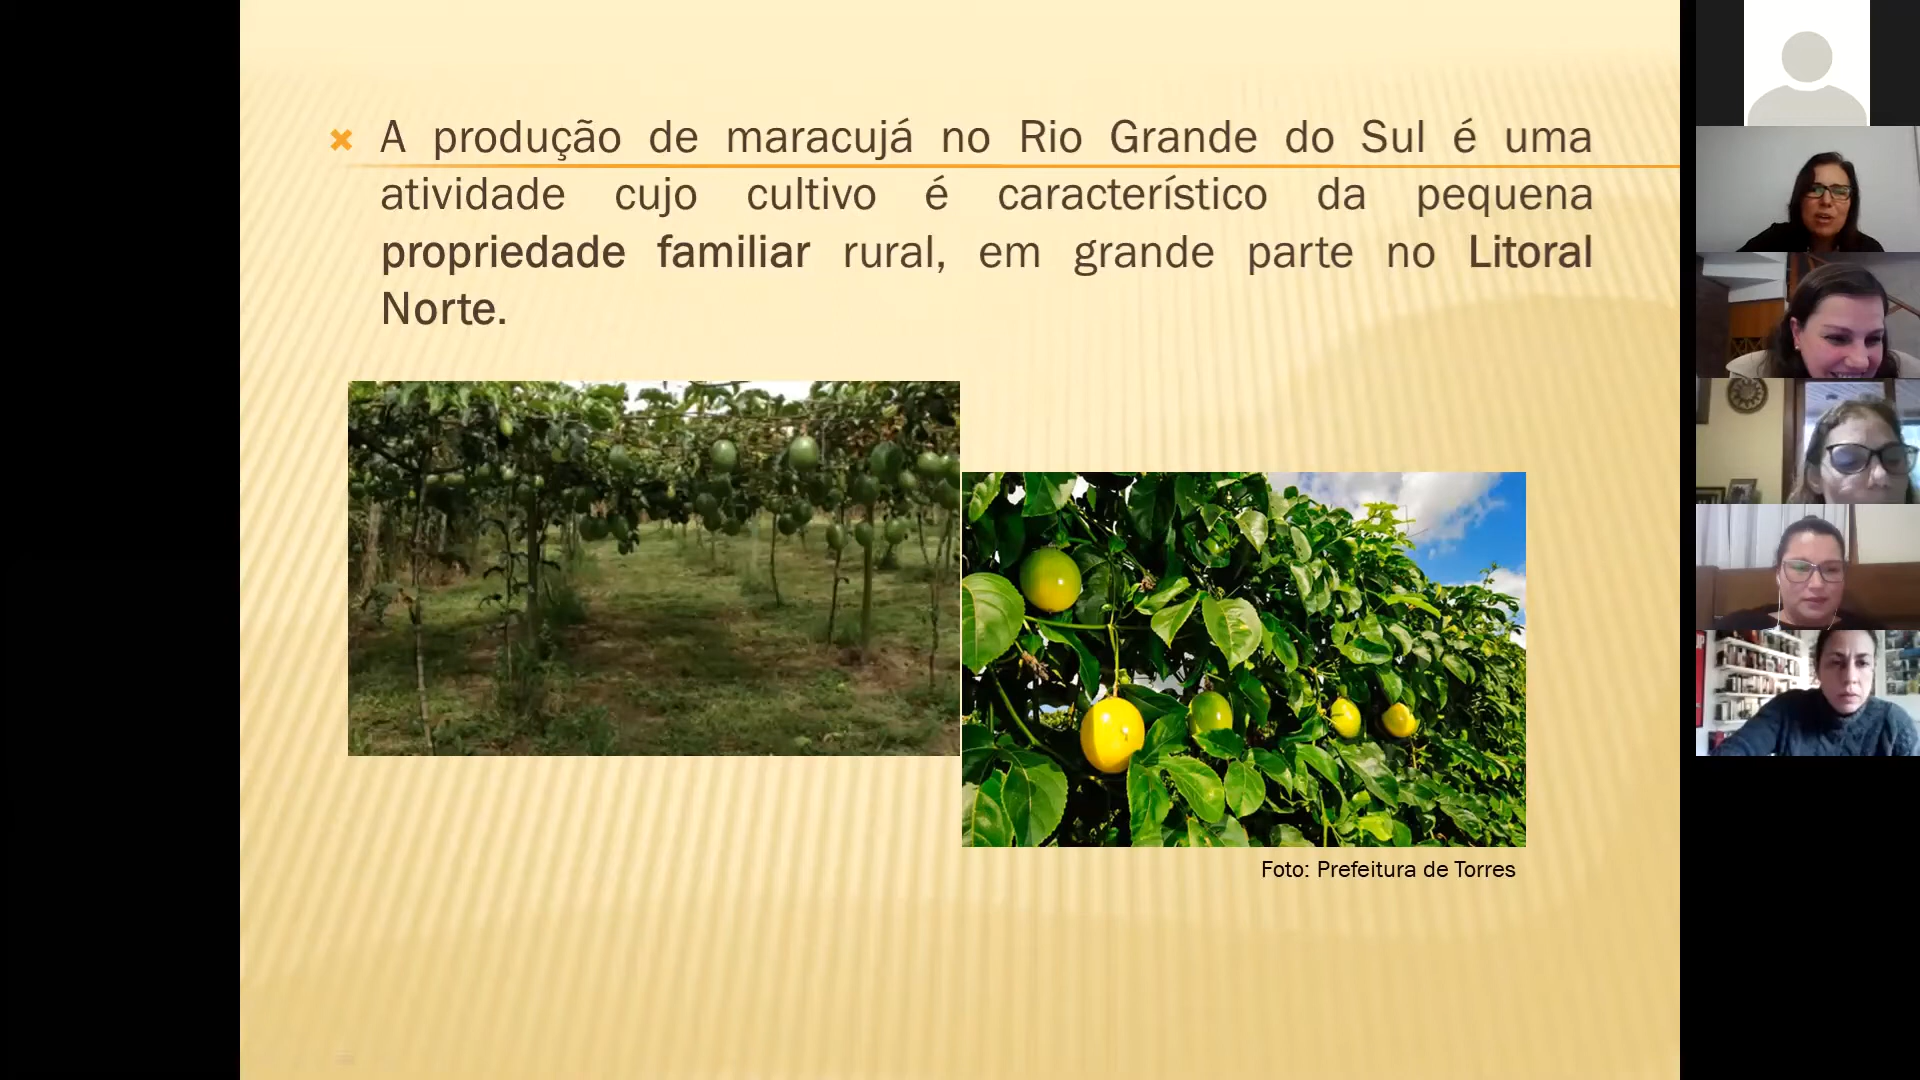 A produção de maracujá no Rio Grande do Sul é uma
atividade cujo cultivo é característico da pequena
propriedade familiar rural, em grande parte no Litoral
Norte.
Foto: Prefeitura de Torres